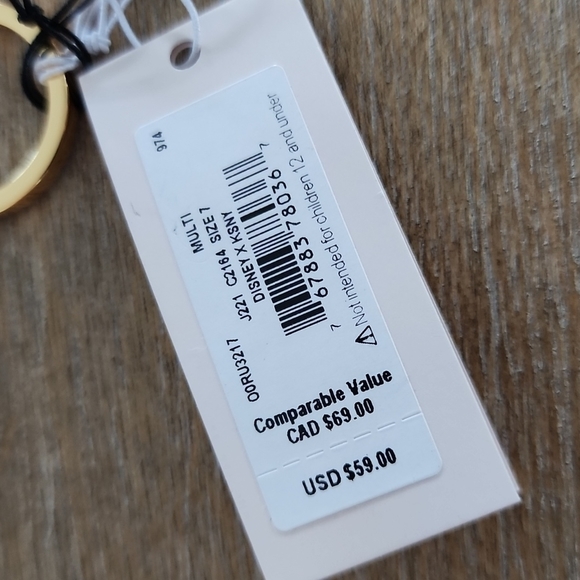 974
MULTI
J221 C216A SIZE 7
DISNEY X KSNY
00RU3217
7 67883 78036 7
⚠ Not intended for children 12 and under
Comparable Value
CAD $69.00
USD $59.00